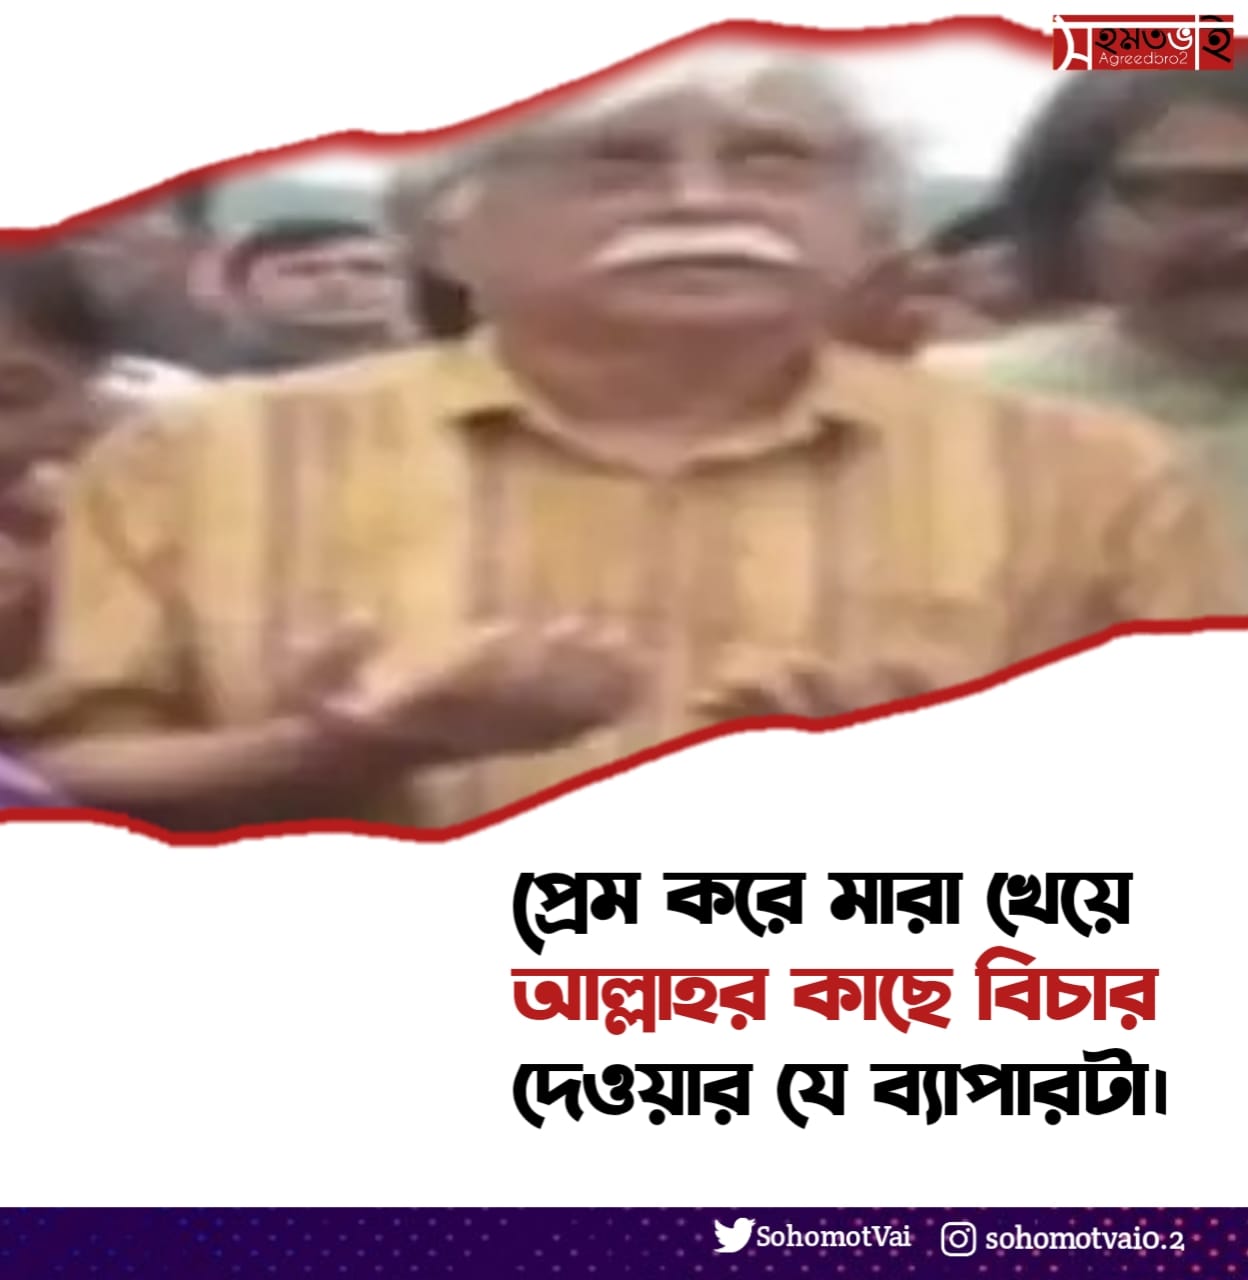 সহমতভাই
Agreedbro2
প্রেম করে মারা খেয়ে
আল্লাহর কাছে বিচার
দেওয়ার যে ব্যাপারটা।
SohomotVai sohomotvaio.2